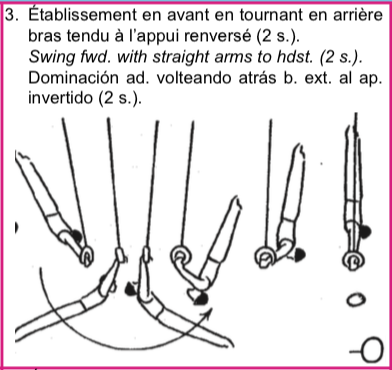 3. Établissement en avant en tournant en arrière
bras tendu à l'appui renversé (2 s.).
Swing fwd. with straight arms to hdst. (2 s.).
Dominación ad. volteando atrás b. ext. al ap.
invertido (2 s.).